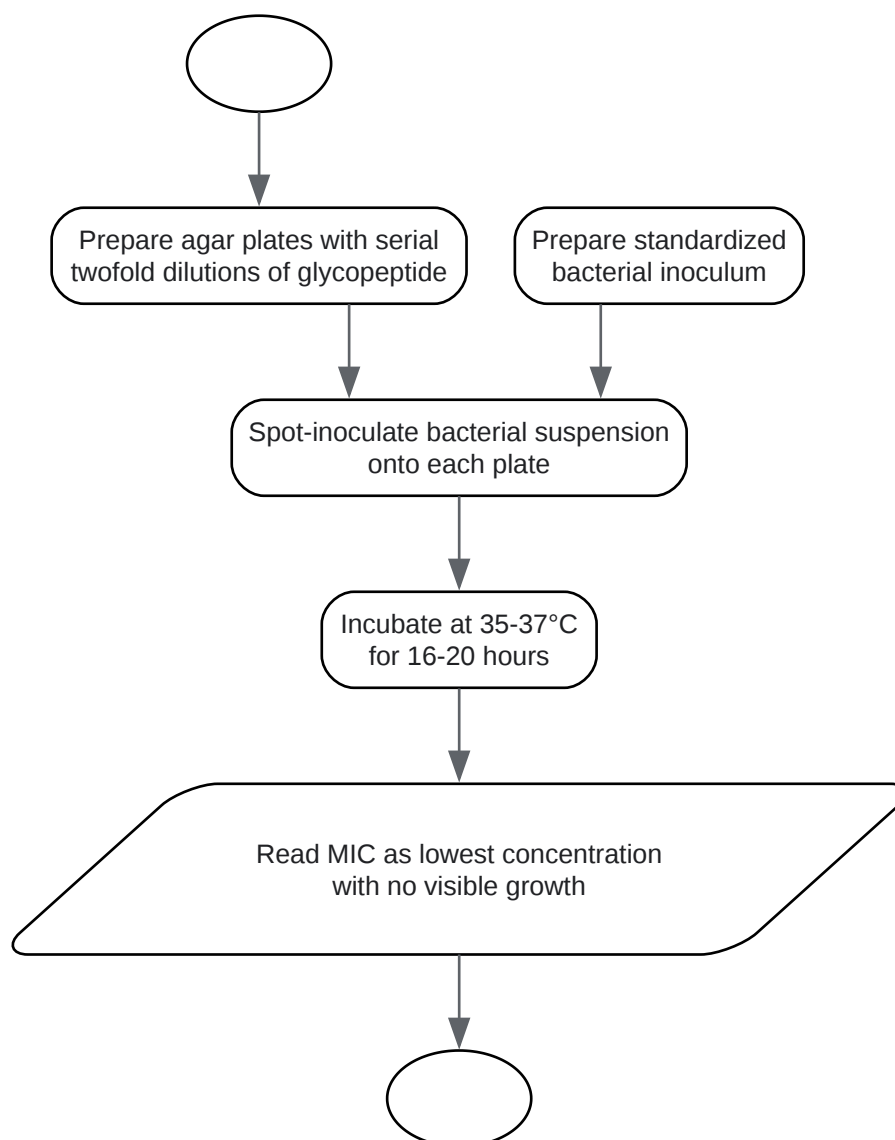 Prepare agar plates with serial
twofold dilutions of glycopeptide
Prepare standardized
bacterial inoculum
Spot-inoculate bacterial suspension
onto each plate
Incubate at 35-37°C
for 16-20 hours
Read MIC as lowest concentration
with no visible growth